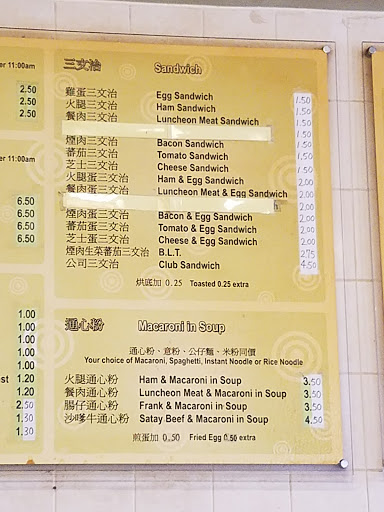 er 11:00am
2.50
2.50
2.50
er 11:00am
6.50
6.50
6.50
1.00
1.00
1.00
1.00
1.00
est 1.20
1.20
2.50
1.30
1.30
三文治 Sandwich
雞蛋三文治 Egg Sandwich 1.50
火腿三文治 Ham Sandwich 1.50
餐肉三文治 Luncheon Meat Sandwich 1.50
1.50
煙肉三文治 Bacon Sandwich 1.50
蕃茄三文治 Tomato Sandwich 1.50
芝士三文治 Cheese Sandwich 1.50
火腿蛋三文治 Ham & Egg Sandwich 2.00
餐肉蛋三文治 Luncheon Meat & Egg Sandwich 2.00
2.00
煙肉蛋三文治 Bacon & Egg Sandwich 2.00
蕃茄蛋三文治 Tomato & Egg Sandwich 2.00
芝士蛋三文治 Cheese & Egg Sandwich 2.00
煙肉生菜蕃茄三文治 B.L.T. 2.75
公司三文治 Club Sandwich 4.50
烘底加 0.25 Toasted 0.25 extra
通心粉 Macaroni in Soup
通心粉、意粉、公仔麵、米粉同價
Your choice of Macaroni, Spaghetti, Instant Noodle or Rice Noodle
火腿通心粉 Ham & Macaroni in Soup 3.50
餐肉通心粉 Luncheon Meat & Macaroni in Soup 3.50
腸仔通心粉 Frank & Macaroni in Soup 3.50
沙嗲牛通心粉 Satay Beef & Macaroni in Soup 4.50
煎蛋加 0.50 Fried Egg 0.50 extra